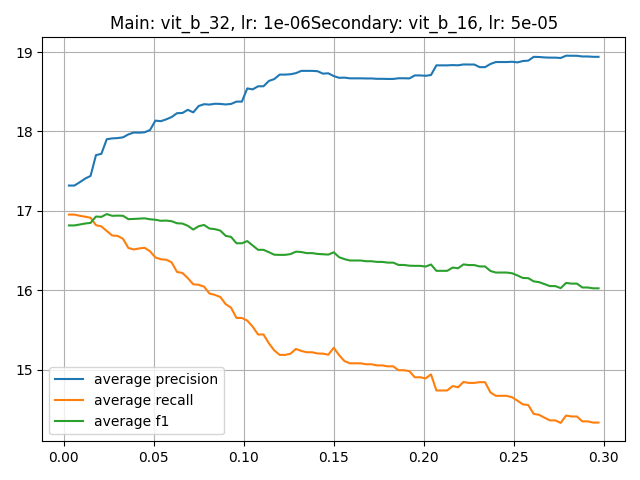 Main: vit_b_32, lr: 1e-06Secondary: vit_b_16, lr: 5e-05
19
18
17
16
15
average precision
average recall
average f1
0.00 0.05 0.10 0.15 0.20 0.25 0.30